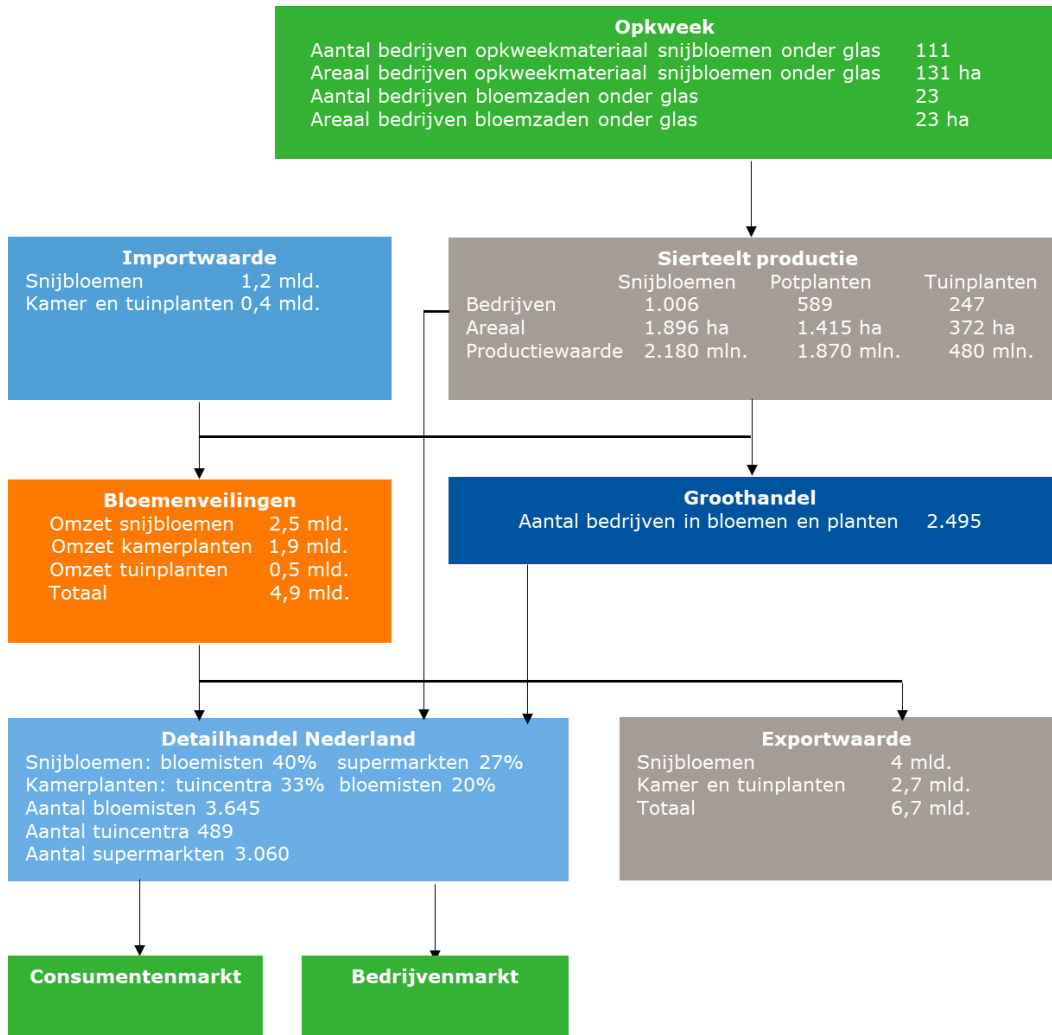 Opkweek
Aantal bedrijven opkweekmateriaal snijbloemen onder glas 111
Areaal bedrijven opkweekmateriaal snijbloemen onder glas 131 ha
Aantal bedrijven bloemzaden onder glas 23
Areaal bedrijven bloemzaden onder glas 23 ha
Importwaarde
Snijbloemen 1,2 mld.
Kamer en tuinplanten 0,4 mld.
Sierteelt productie
Snijbloemen Potplanten Tuinplanten
Bedrijven 1.006 589 247
Areaal 1.896 ha 1.415 ha 372 ha
Productiewaarde 2.180 mln. 1.870 mln. 480 mln.
Bloemenveilingen
Omzet snijbloemen 2,5 mld.
Omzet kamerplanten 1,9 mld.
Omzet tuinplanten 0,5 mld.
Totaal 4,9 mld.
Groothandel
Aantal bedrijven in bloemen en planten 2.495
Detailhandel Nederland
Snijbloemen: bloemisten 40% supermarkten 27%
Kamerplanten: tuincentra 33% bloemisten 20%
Aantal bloemisten 3.645
Aantal tuincentra 489
Aantal supermarkten 3.060
Exportwaarde
Snijbloemen 4 mld.
Kamer en tuinplanten 2,7 mld.
Totaal 6,7 mld.
Consumentenmarkt
Bedrijvenmarkt